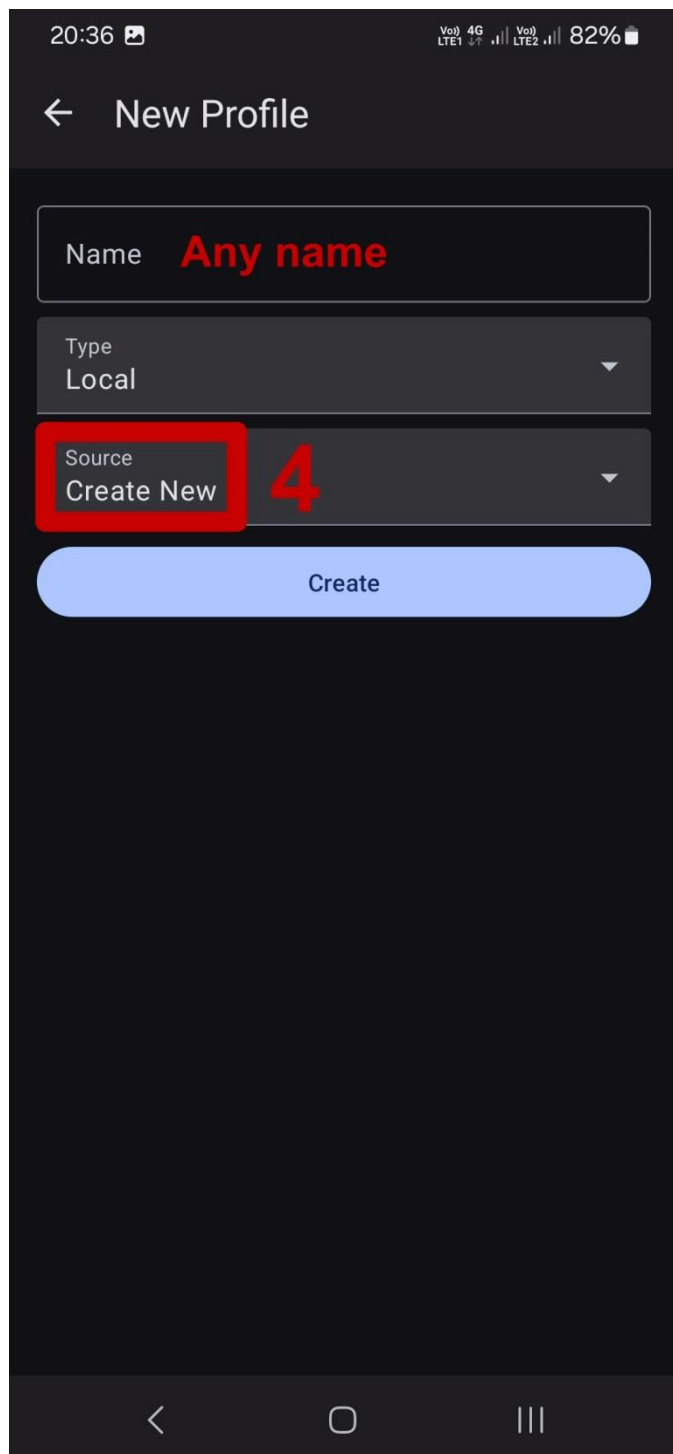 20:36 Vo)) LTE1 4G Vo)) LTE2 82%
New Profile
Name Any name
Type
Local
Source
Create New 4
Create